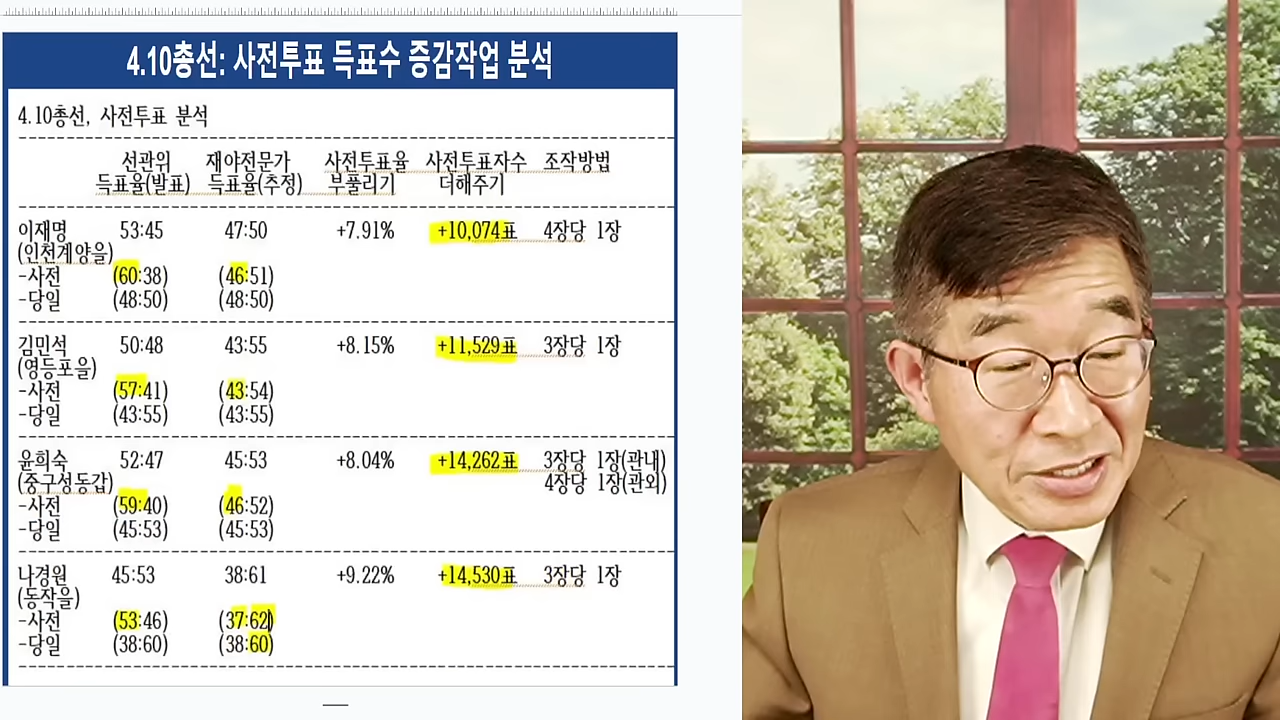 4.10총선: 사전투표 득표수 증감작업 분석
4.10총선, 사전투표 분석
선관위 재야전문가 사전투표율 사전투표자수 조작방법
득표율(발표) 득표율(추정) 부풀리기 더해주기
이재명 53:45 47:50 +7.91% +10,074표 4장당 1장
(인천계양을)
-사전 (60:38) (46:51)
-당일 (48:50) (48:50)
김민석 50:48 43:55 +8.15% +11,529표 3장당 1장
(영등포을)
-사전 (57:41) (43:54)
-당일 (43:55) (43:55)
윤희숙 52:47 45:53 +8.04% +14,262표 3장당 1장(관내)
(중구성동갑) 4장당 1장(관외)
-사전 (59:40) (46:52)
-당일 (45:53) (45:53)
나경원 45:53 38:61 +9.22% +14,530표 3장당 1장
(동작을)
-사전 (53:46) (37:62)
-당일 (38:60) (38:60)